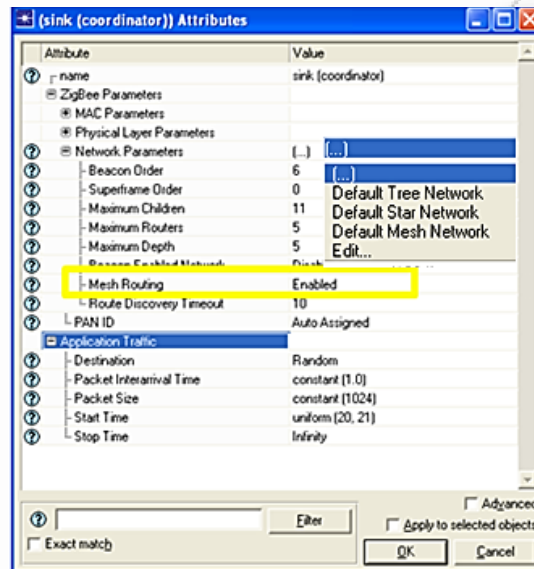 (sink (coordinator)) Attributes
Attribute Value
name sink (coordinator)
ZigBee Parameters
MAC Parameters
Physical Layer Parameters
Network Parameters (...)
Beacon Order 6
Superframe Order 0
Maximum Children 11
Maximum Routers 5
Maximum Depth 5
Beacon Enabled Network
Mesh Routing Enabled
Route Discovery Timeout 10
PAN ID Auto Assigned
(...)
(...)
Default Tree Network
Default Star Network
Default Mesh Network
Edit...
Application Traffic
Destination Random
Packet Interarrival Time constant (1.0)
Packet Size constant (1024)
Start Time uniform (20, 21)
Stop Time Infinity
Advanced
Filter
Apply to selected objects
Exact match
OK Cancel